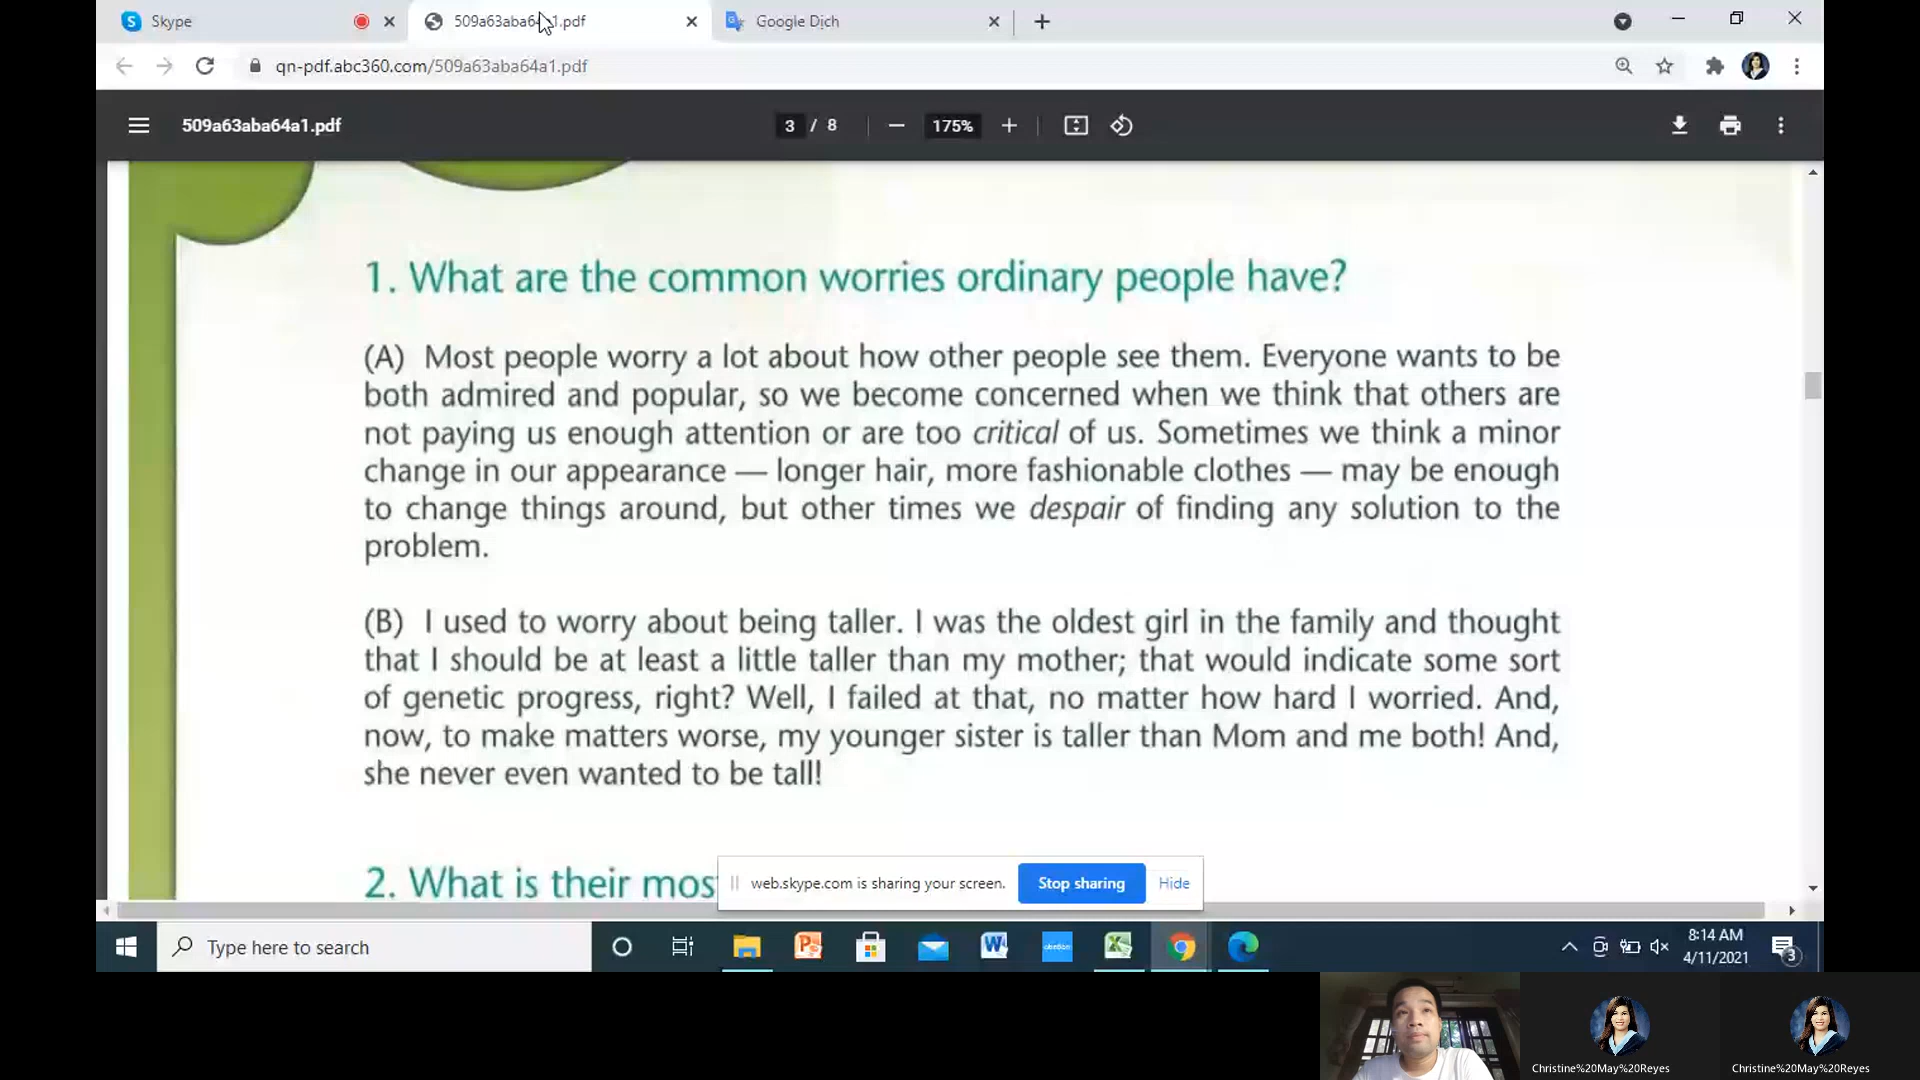 Skype
509a63aba64a1.pdf
Google Dịch
qn-pdf.abc360.com/509a63aba64a1.pdf
509a63aba64a1.pdf
3 / 8
175%
1. What are the common worries ordinary people have?
(A) Most people worry a lot about how other people see them. Everyone wants to be
both admired and popular, so we become concerned when we think that others are
not paying us enough attention or are too critical of us. Sometimes we think a minor
change in our appearance — longer hair, more fashionable clothes — may be enough
to change things around, but other times we despair of finding any solution to the
problem.
(B) I used to worry about being taller. I was the oldest girl in the family and thought
that I should be at least a little taller than my mother; that would indicate some sort
of genetic progress, right? Well, I failed at that, no matter how hard I worried. And,
now, to make matters worse, my younger sister is taller than Mom and me both! And,
she never even wanted to be tall!
2. What is their mos
web.skype.com is sharing your screen.
Stop sharing
Hide
Type here to search
8:14 AM
4/11/2021
3
Christine%20May%20Reyes
Christine%20May%20Reyes